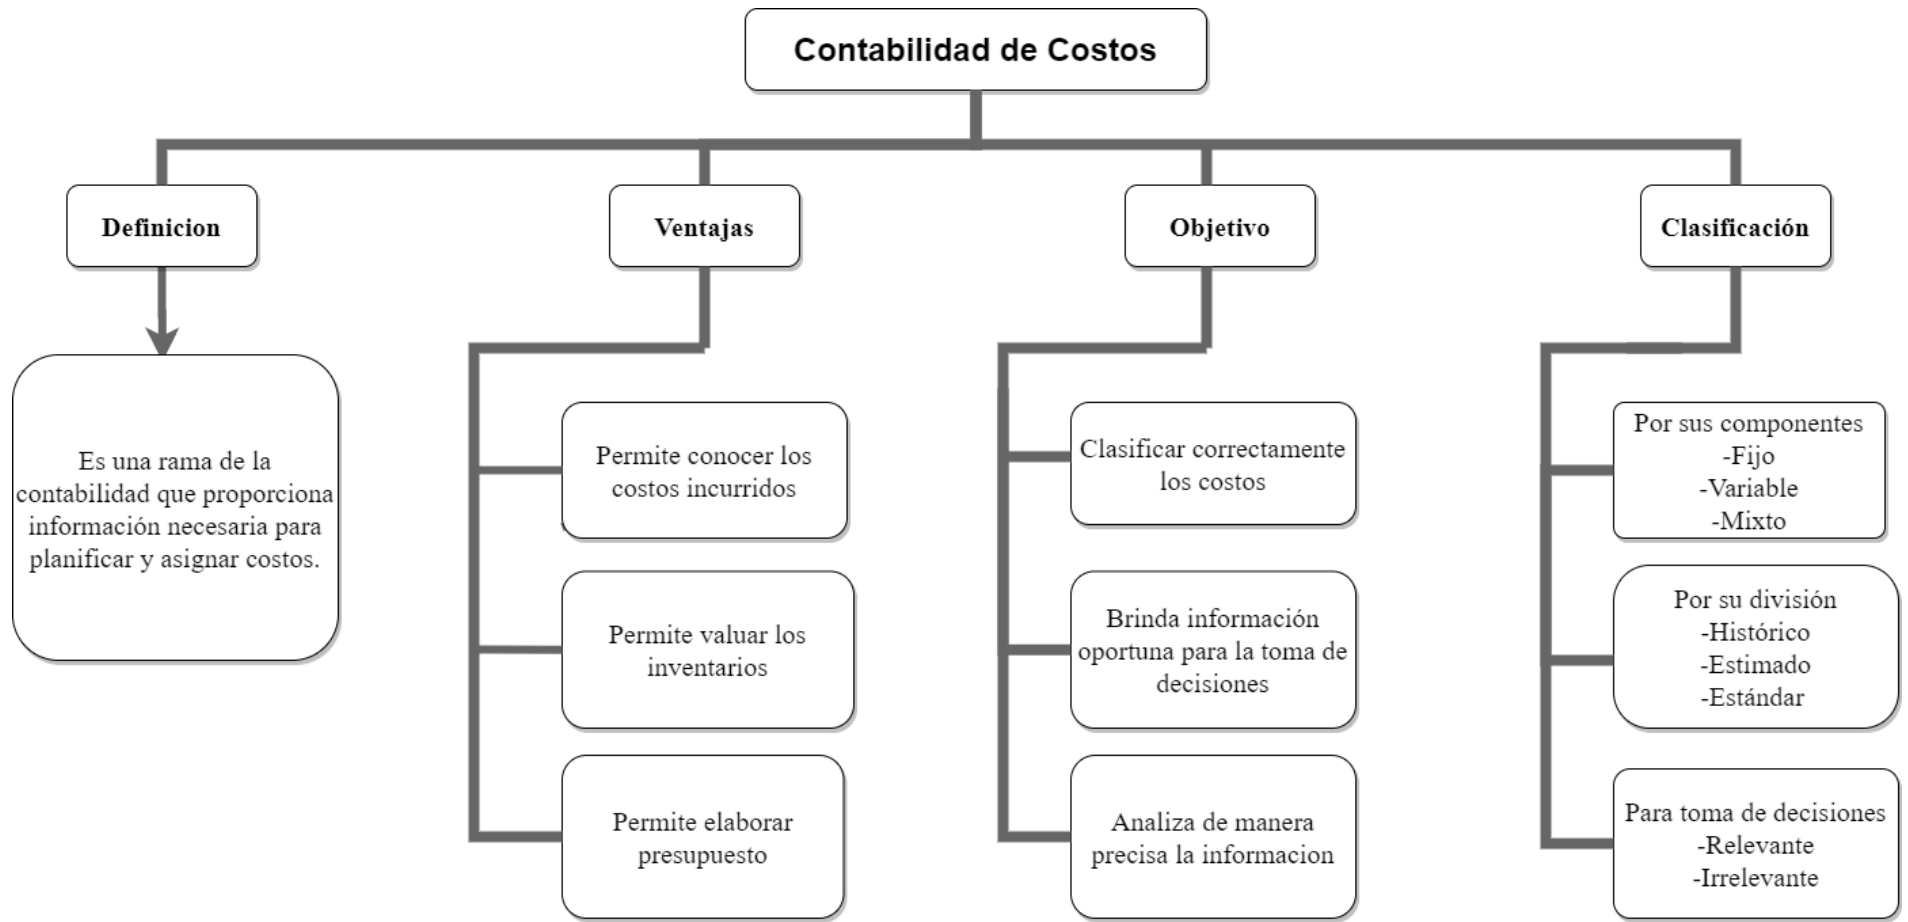 Contabilidad de Costos
Definicion
Ventajas
Objetivo
Clasificación
Es una rama de la
contabilidad que proporciona
información necesaria para
planificar y asignar costos.
Permite conocer los
costos incurridos
Permite valuar los
inventarios
Permite elaborar
presupuesto
Clasificar correctamente
los costos
Brinda información
oportuna para la toma de
decisiones
Analiza de manera
precisa la informacion
Por sus componentes
-Fijo
-Variable
-Mixto
Por su división
-Histórico
-Estimado
-Estándar
Para toma de decisiones
-Relevante
-Irrelevante